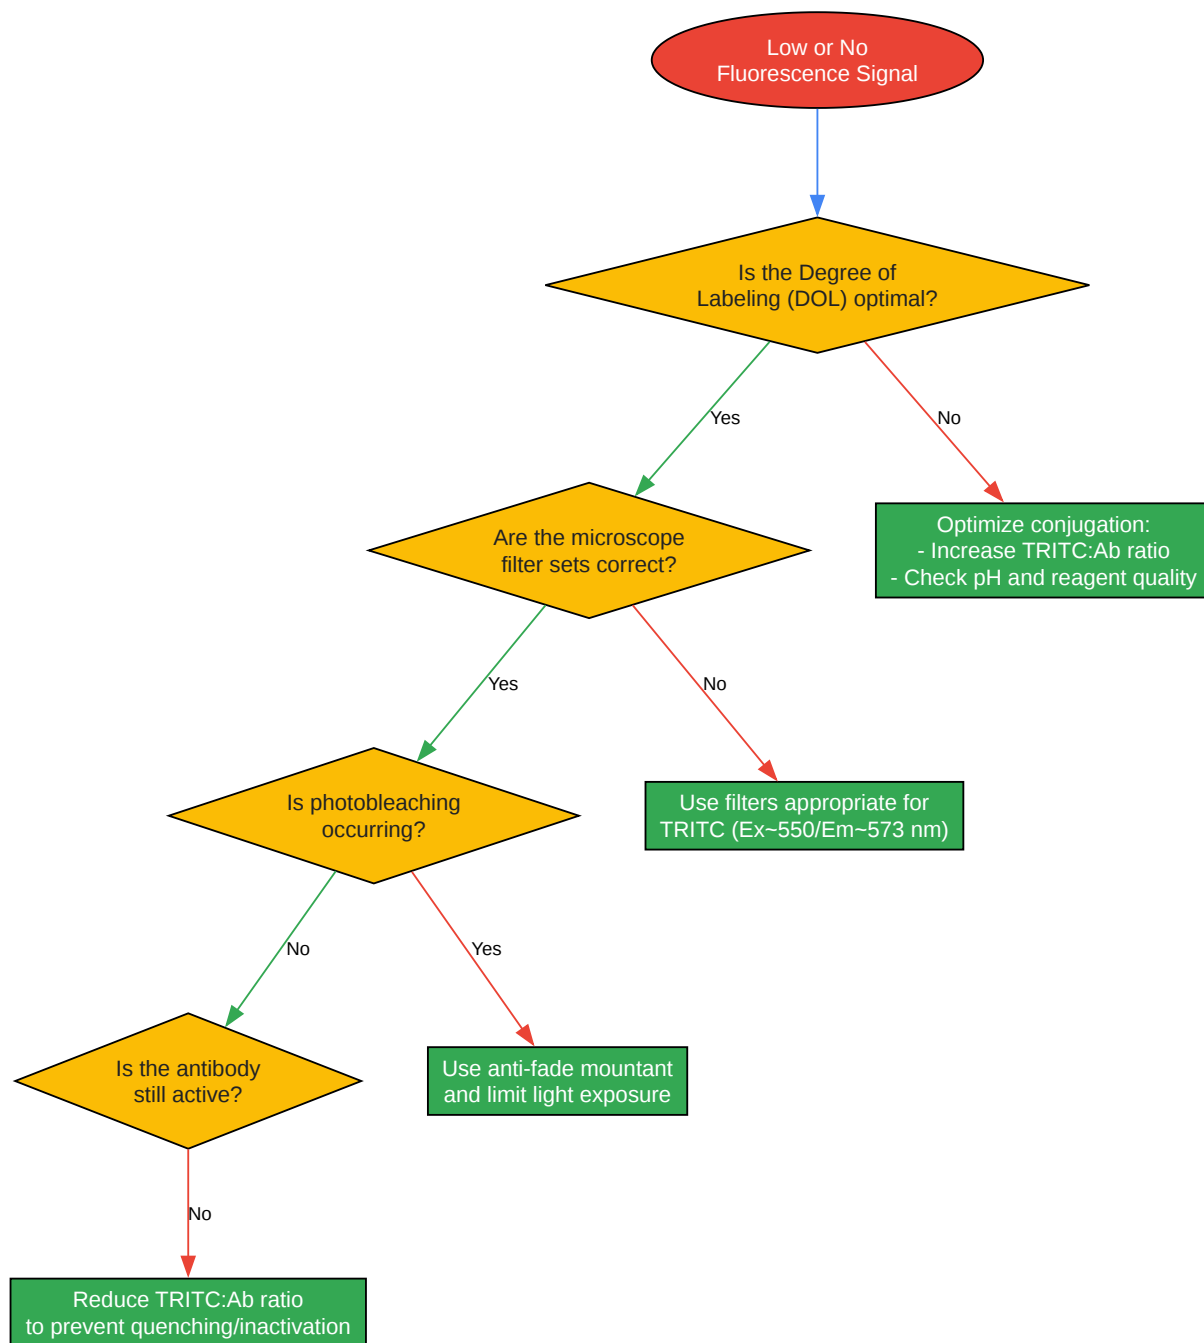 Low or No
Fluorescence Signal
Is the Degree of
Labeling (DOL) optimal?
Yes
No
Are the microscope
filter sets correct?
Optimize conjugation:
- Increase TRITC:Ab ratio
- Check pH and reagent quality
Yes
No
Is photobleaching
occurring?
Use filters appropriate for
TRITC (Ex~550/Em~573 nm)
No
Yes
Is the antibody
still active?
Use anti-fade mountant
and limit light exposure
No
Reduce TRITC:Ab ratio
to prevent quenching/inactivation